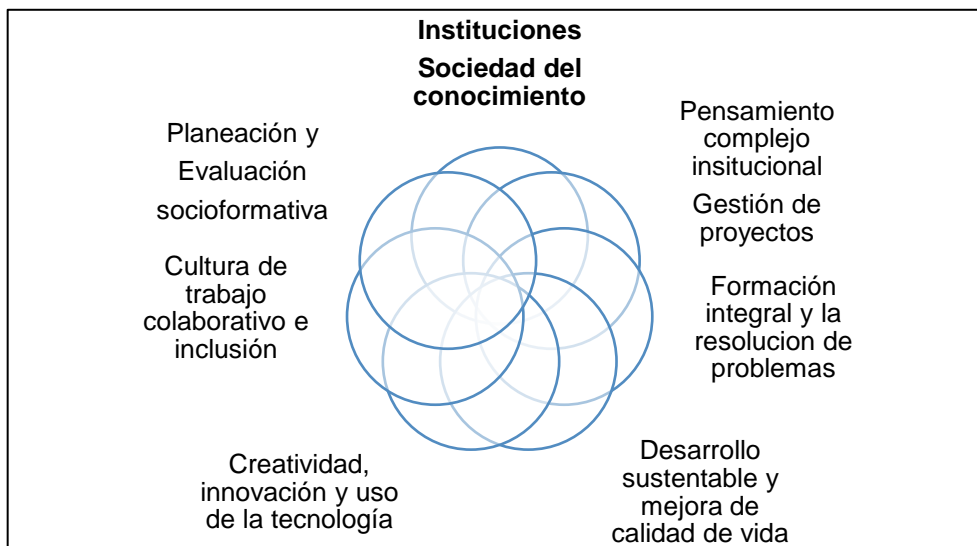 Instituciones
Sociedad del
conocimiento
Pensamiento
complejo
insitucional
Gestión de
proyectos
Formación
integral y la
resolucion de
problemas
Desarrollo
sustentable y
mejora de
calidad de vida
Creatividad,
innovación y uso
de la tecnología
Cultura de
trabajo
colaborativo e
inclusión
Planeación y
Evaluación
socioformativa